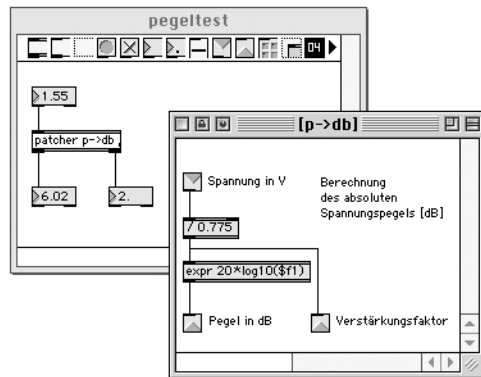 pegeltest
04
1.55
patcher p->db
6.02
2.
[p->db]
Spannung in V
Berechnung
des absoluten
Spannungspegels [dB]
/ 0.775
expr 20*log10($f1)
Pegel in dB
Verstärkungsfaktor